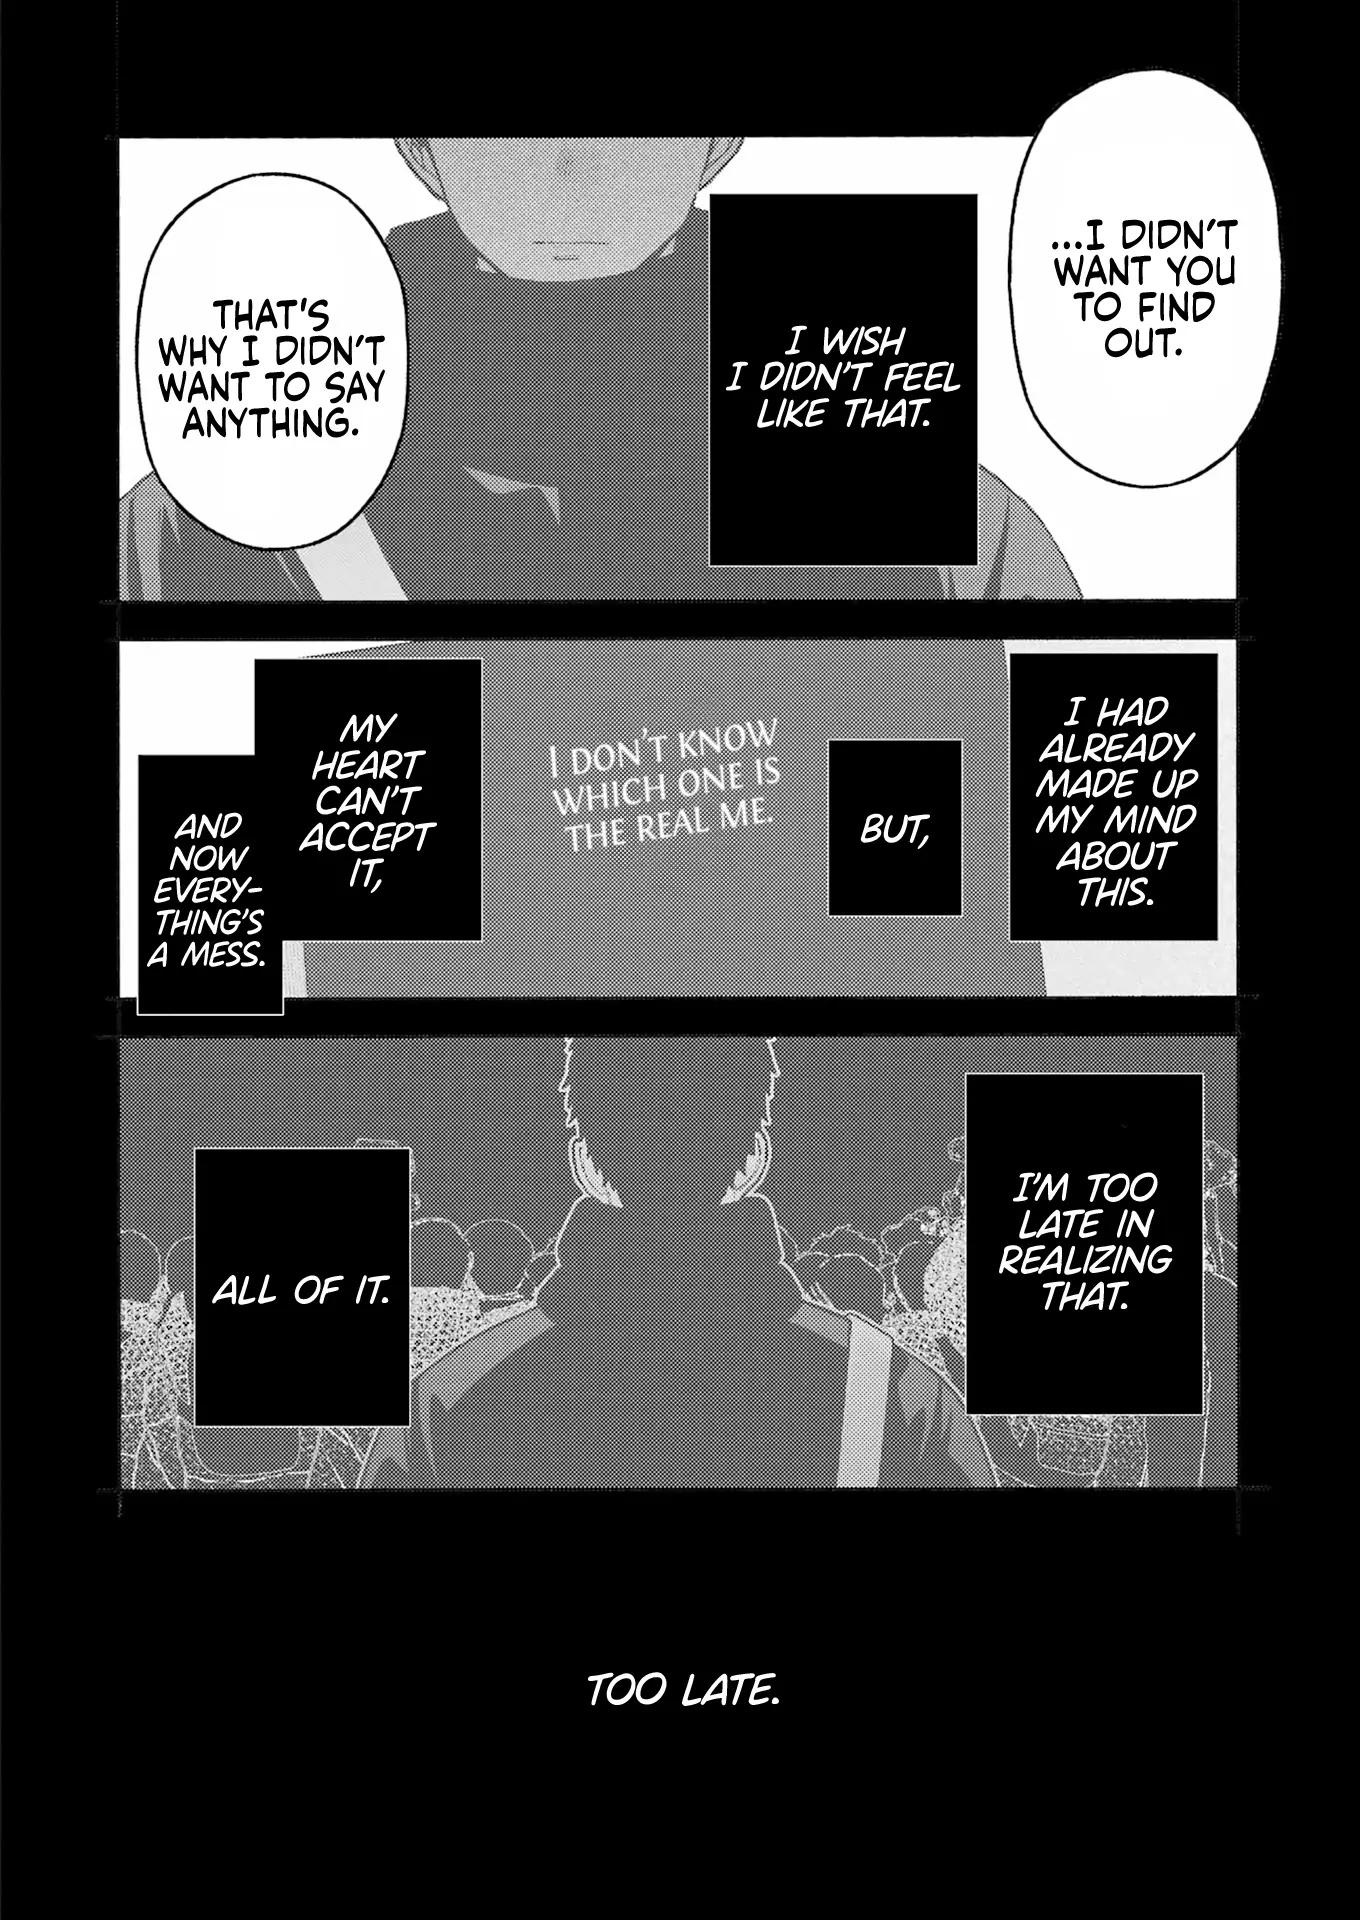 ...I DIDN'T
WANT YOU
TO FIND
OUT.
I WISH
I DIDN'T FEEL
LIKE THAT.
THAT'S
WHY I DIDN'T
WANT TO SAY
ANYTHING.
I HAD
ALREADY
MADE UP
MY MIND
ABOUT
THIS.
BUT,
I DON'T KNOW
WHICH ONE IS
THE REAL ME.
MY
HEART
CAN'T
ACCEPT
IT,
AND
NOW
EVERY-
THING'S
A MESS.
I'M TOO
LATE IN
REALIZING
THAT.
ALL OF IT.
TOO LATE.